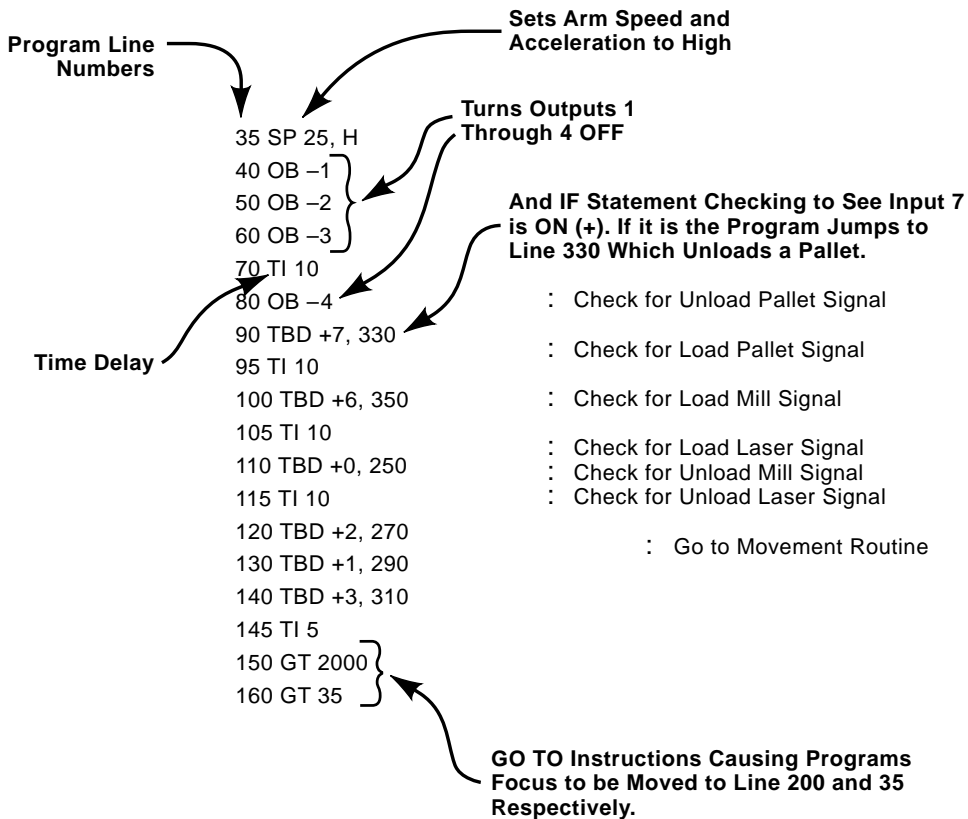 Sets Arm Speed and
Acceleration to High
Program Line
Numbers
Turns Outputs 1
Through 4 OFF
35 SP 25, H
40 OB –1
50 OB –2
60 OB –3
70 TI 10
80 OB –4
90 TBD +7, 330
95 TI 10
100 TBD +6, 350
105 TI 10
110 TBD +0, 250
115 TI 10
120 TBD +2, 270
130 TBD +1, 290
140 TBD +3, 310
145 TI 5
150 GT 2000
160 GT 35
And IF Statement Checking to See Input 7
is ON (+). If it is the Program Jumps to
Line 330 Which Unloads a Pallet.
: Check for Unload Pallet Signal
: Check for Load Pallet Signal
: Check for Load Mill Signal
: Check for Load Laser Signal
: Check for Unload Mill Signal
: Check for Unload Laser Signal
: Go to Movement Routine
Time Delay
GO TO Instructions Causing Programs
Focus to be Moved to Line 200 and 35
Respectively.